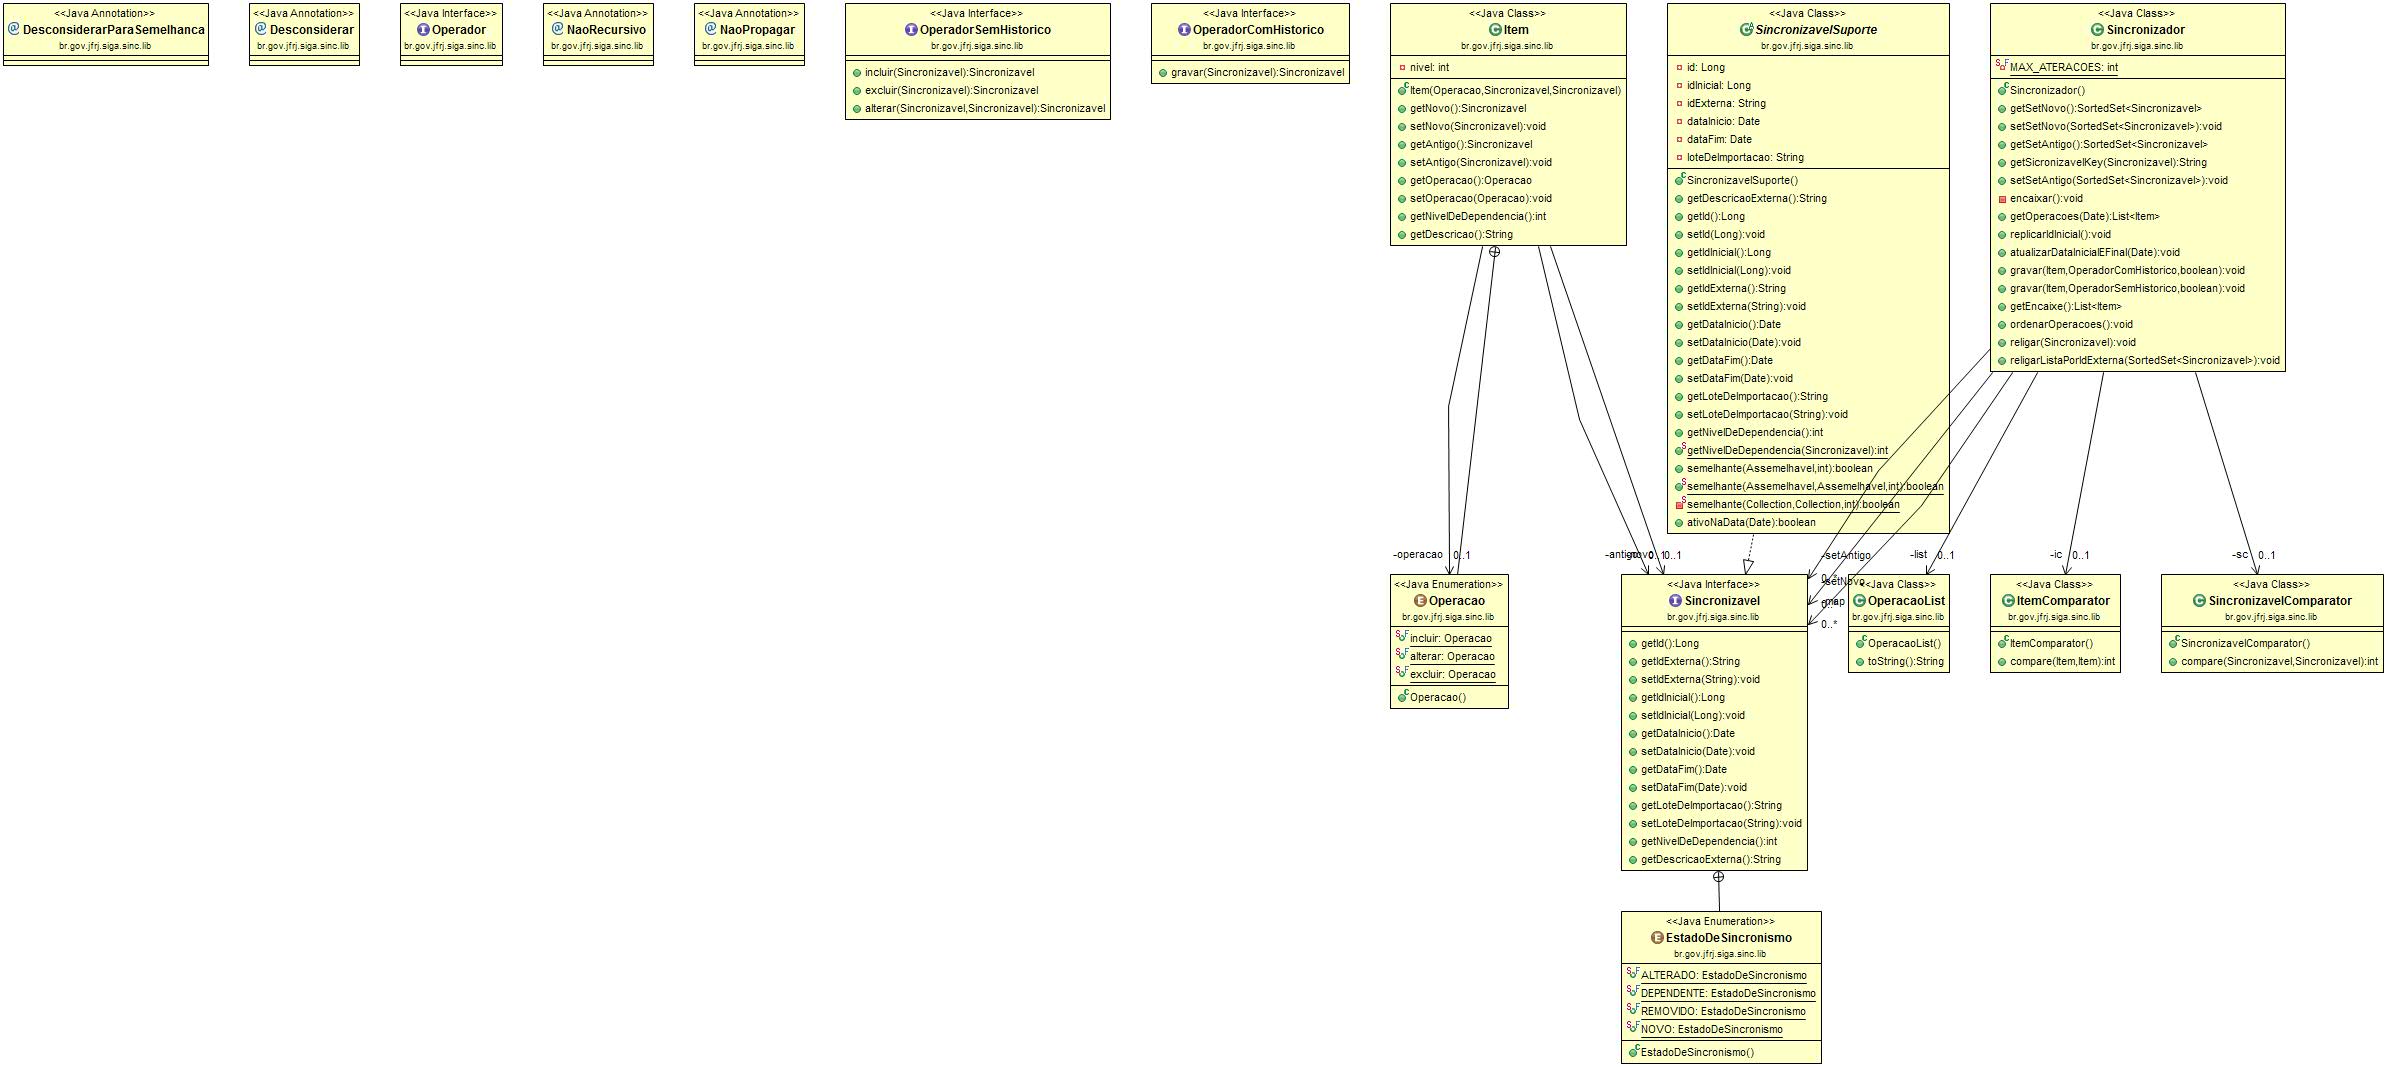 <<Java Annotation>>
DesconsiderarParaSemelhanca
br.gov.jfrj.siga.sinc.lib
<<Java Annotation>>
Desconsiderar
br.gov.jfrj.siga.sinc.lib
<<Java Interface>>
Operador
br.gov.jfrj.siga.sinc.lib
<<Java Annotation>>
NaoRecursivo
br.gov.jfrj.siga.sinc.lib
<<Java Annotation>>
NaoPropagar
br.gov.jfrj.siga.sinc.lib
<<Java Interface>>
OperadorSemHistorico
br.gov.jfrj.siga.sinc.lib
incluir(Sincronizavel):Sincronizavel
excluir(Sincronizavel):Sincronizavel
alterar(Sincronizavel,Sincronizavel):Sincronizavel
<<Java Interface>>
OperadorComHistorico
br.gov.jfrj.siga.sinc.lib
gravar(Sincronizavel):Sincronizavel
<<Java Class>>
Item
br.gov.jfrj.siga.sinc.lib
nivel: int
Item(Operacao,Sincronizavel,Sincronizavel)
getNovo():Sincronizavel
setNovo(Sincronizavel):void
getAntigo():Sincronizavel
setAntigo(Sincronizavel):void
getOperacao():Operacao
setOperacao(Operacao):void
getNivelDeDependencia():int
getDescricao():String
<<Java Class>>
SincronizavelSuporte
br.gov.jfrj.siga.sinc.lib
id: Long
idInicial: Long
idExterna: String
dataInicio: Date
dataFim: Date
loteDeImportacao: String
SincronizavelSuporte()
getDescricaoExterna():String
getId():Long
setId(Long):void
getIdInicial():Long
setIdInicial(Long):void
getIdExterna():String
setIdExterna(String):void
getDataInicio():Date
setDataInicio(Date):void
getDataFim():Date
setDataFim(Date):void
getLoteDeImportacao():String
setLoteDeImportacao(String):void
getNivelDeDependencia():int
getNivelDeDependencia(Sincronizavel):int
semelhante(Assemelhavel,int):boolean
semelhante(Assemelhavel,Assemelhavel,int):boolean
semelhante(Collection,Collection,int):boolean
ativoNaData(Date):boolean
<<Java Class>>
Sincronizador
br.gov.jfrj.siga.sinc.lib
MAX_ATERACOES: int
Sincronizador()
getSetNovo():SortedSet<Sincronizavel>
setSetNovo(SortedSet<Sincronizavel>):void
getSetAntigo():SortedSet<Sincronizavel>
getSicronizavelKey(Sincronizavel):String
setSetAntigo(SortedSet<Sincronizavel>):void
encaixar():void
getOperacoes(Date):List<Item>
replicarIdInicial():void
atualizarDataInicialEFinal(Date):void
gravar(Item,OperadorComHistorico,boolean):void
gravar(Item,OperadorSemHistorico,boolean):void
getEncaixe():List<Item>
ordenarOperacoes():void
religar(Sincronizavel):void
religarListaPorIdExterna(SortedSet<Sincronizavel>):void
-operacao 0..1
-antigo 0..1
-novo 0..1
-setAntigo
0..*
-setNovo
0..*
-map
0..*
-list 0..1
-ic 0..1
-sc 0..1
<<Java Enumeration>>
Operacao
br.gov.jfrj.siga.sinc.lib
incluir: Operacao
alterar: Operacao
excluir: Operacao
Operacao()
<<Java Interface>>
Sincronizavel
br.gov.jfrj.siga.sinc.lib
getId():Long
getIdExterna():String
setIdExterna(String):void
getIdInicial():Long
setIdInicial(Long):void
getDataInicio():Date
setDataInicio(Date):void
getDataFim():Date
setDataFim(Date):void
getLoteDeImportacao():String
setLoteDeImportacao(String):void
getNivelDeDependencia():int
getDescricaoExterna():String
<<Java Class>>
OperacaoList
br.gov.jfrj.siga.sinc.lib
OperacaoList()
toString():String
<<Java Class>>
ItemComparator
br.gov.jfrj.siga.sinc.lib
ItemComparator()
compare(Item,Item):int
<<Java Class>>
SincronizavelComparator
br.gov.jfrj.siga.sinc.lib
SincronizavelComparator()
compare(Sincronizavel,Sincronizavel):int
<<Java Enumeration>>
EstadoDeSincronismo
br.gov.jfrj.siga.sinc.lib
ALTERADO: EstadoDeSincronismo
DEPENDENTE: EstadoDeSincronismo
REMOVIDO: EstadoDeSincronismo
NOVO: EstadoDeSincronismo
EstadoDeSincronismo()